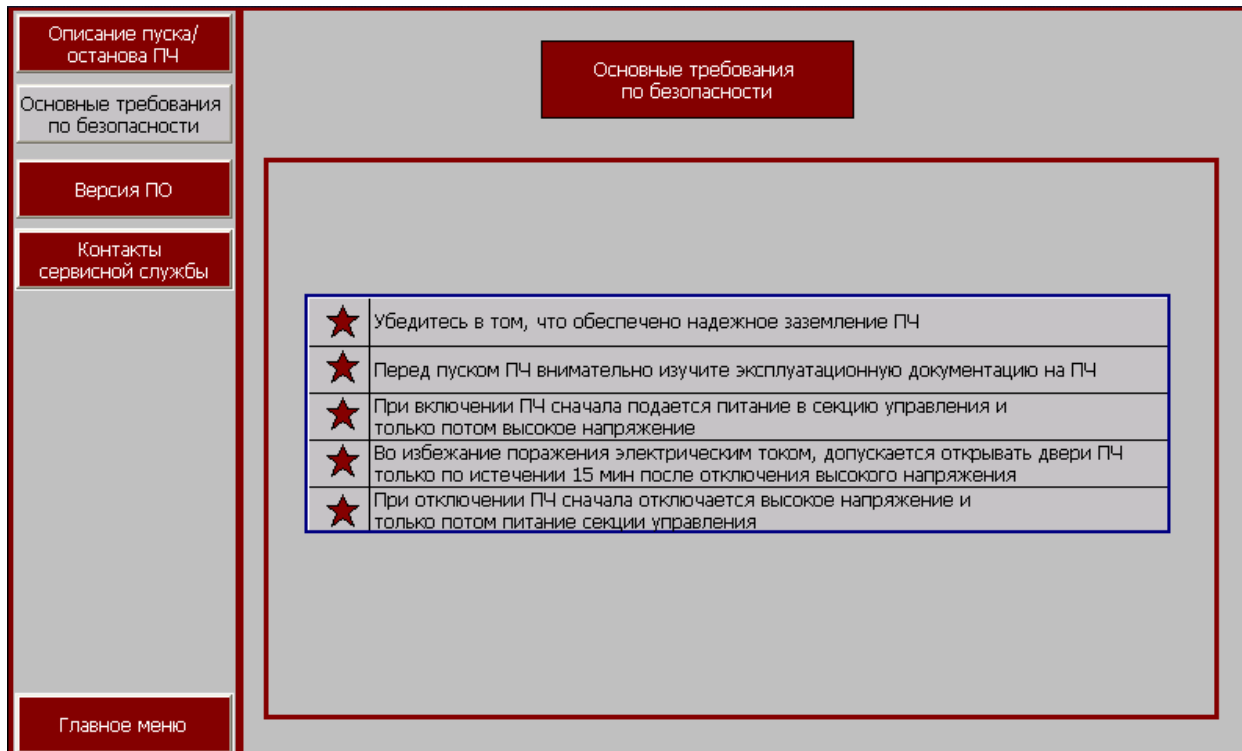 Описание пуска/
останова ПЧ
Основные требования
по безопасности
Версия ПО
Контакты
сервисной службы
Главное меню
Основные требования
по безопасности
Убедитесь в том, что обеспечено надежное заземление ПЧ
Перед пуском ПЧ внимательно изучите эксплуатационную документацию на ПЧ
При включении ПЧ сначала подается питание в секцию управления и
только потом высокое напряжение
Во избежание поражения электрическим током, допускается открывать двери ПЧ
только по истечении 15 мин после отключения высокого напряжения
При отключении ПЧ сначала отключается высокое напряжение и
только потом питание секции управления